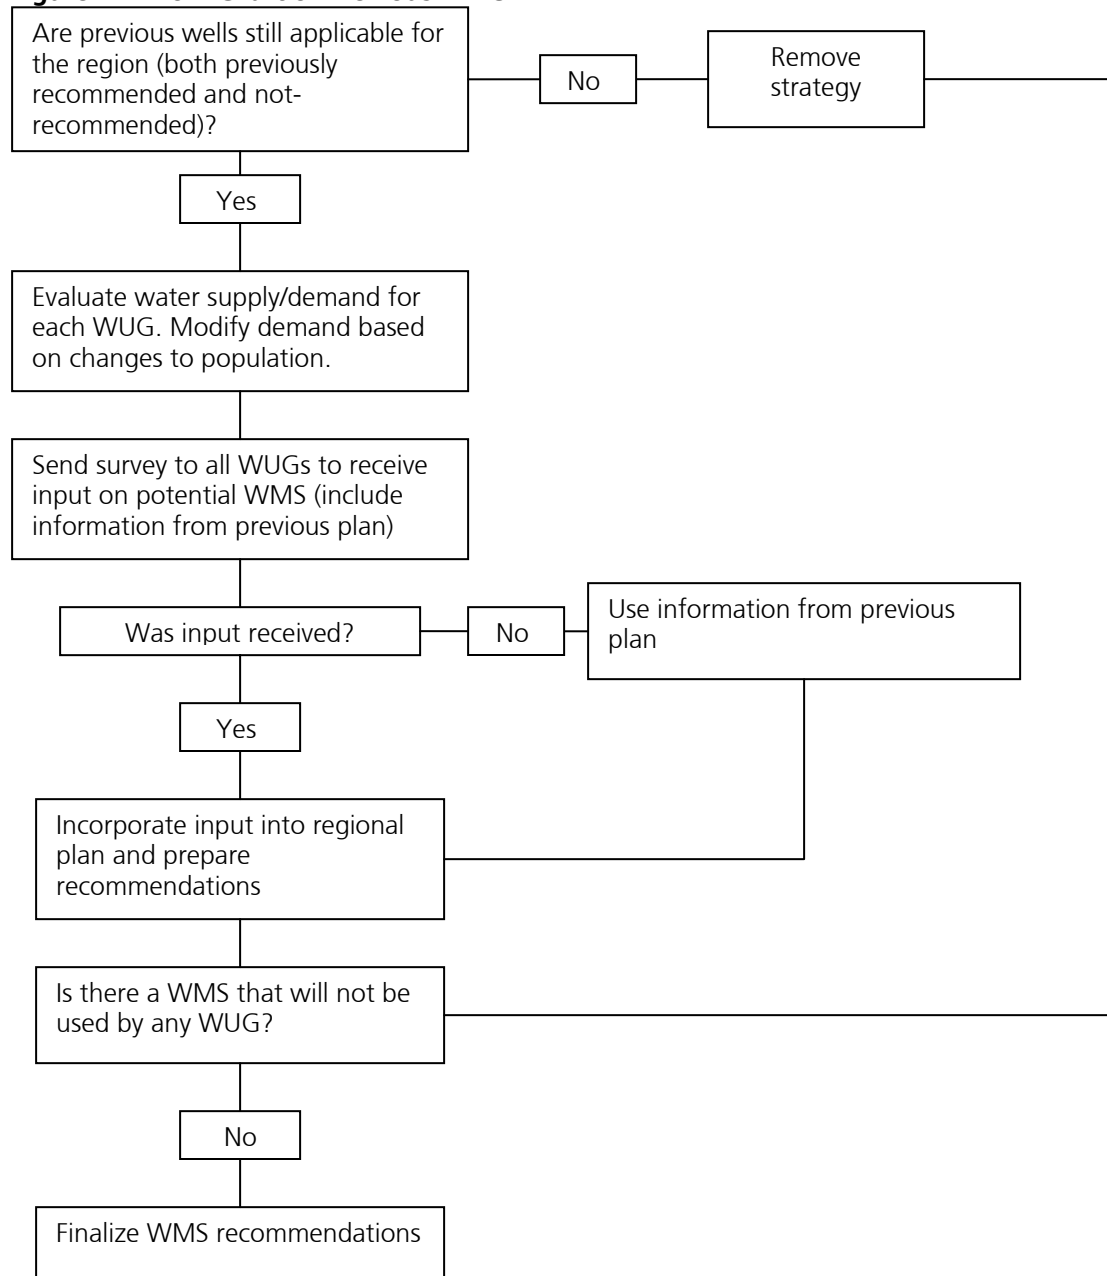 Are previous wells still applicable for
the region (both previously
recommended and not-
recommended)?
No
Remove
strategy
Yes
Evaluate water supply/demand for
each WUG. Modify demand based
on changes to population.
Send survey to all WUGs to receive
input on potential WMS (include
information from previous plan)
Was input received?
No
Use information from previous
plan
Yes
Incorporate input into regional
plan and prepare
recommendations
Is there a WMS that will not be
used by any WUG?
No
Finalize WMS recommendations